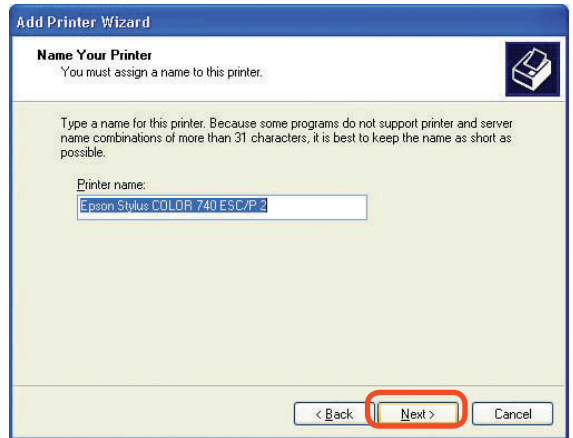 Add Printer Wizard
Name Your Printer
You must assign a name to this printer.
Type a name for this printer. Because some programs do not support printer and server
name combinations of more than 31 characters, it is best to keep the name as short as
possible.
Printer name:
Epson Stylus COLOR 740 ESC/P 2
< Back
Next >
Cancel